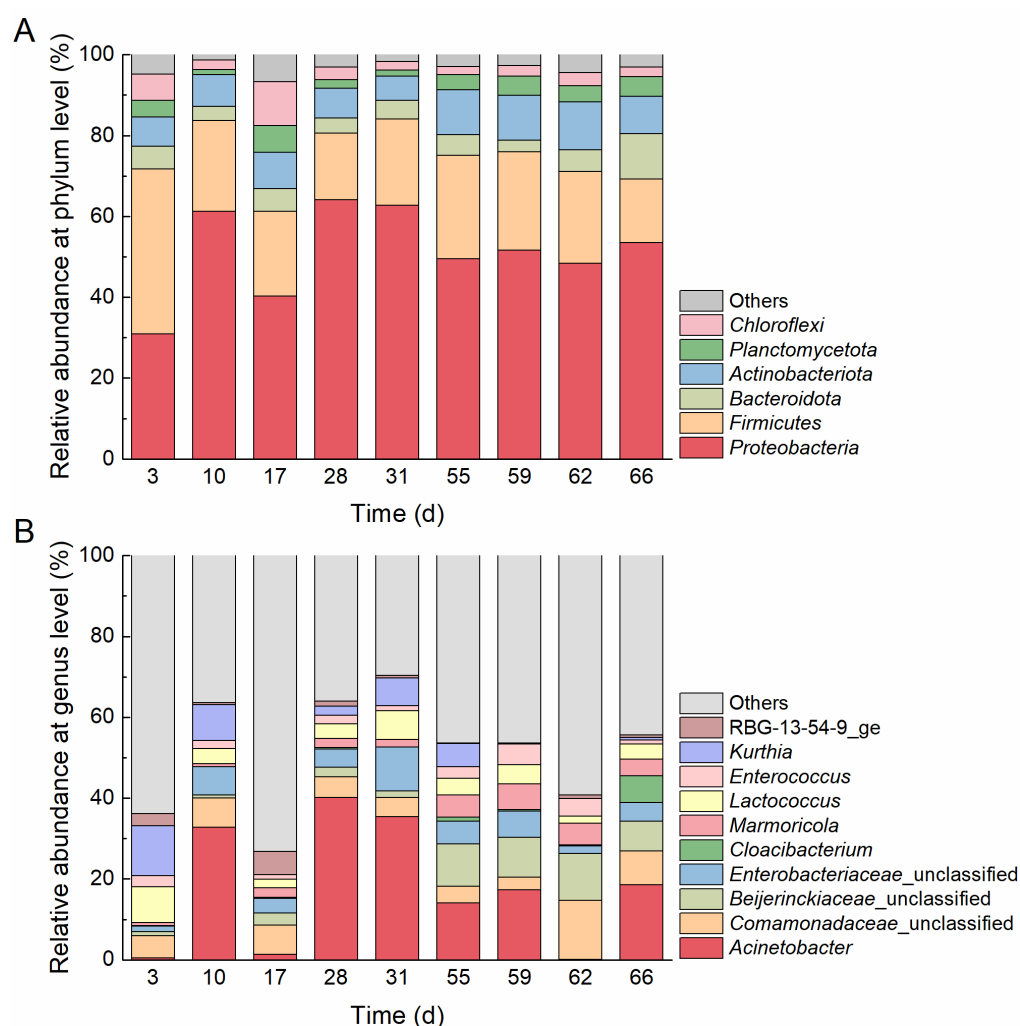 A
Relative abundance at phylum level (%)
100
80
60
40
20
0
3 10 17 28 31 55 59 62 66
Time (d)
Others
Chloroflexi
Planctomycetota
Actinobacteriota
Bacteroidota
Firmicutes
Proteobacteria
B
Relative abundance at genus level (%)
100
80
60
40
20
0
3 10 17 28 31 55 59 62 66
Time (d)
Others
RBG-13-54-9_ge
Kurthia
Enterococcus
Lactococcus
Marmoricola
Cloacibacterium
Enterobacteriaceae_unclassified
Beijerinckiaceae_unclassified
Comamonadaceae_unclassified
Acinetobacter